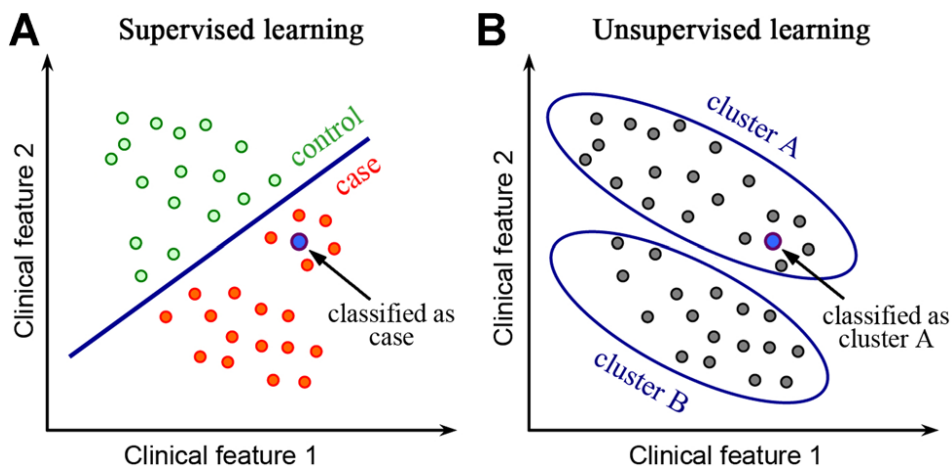 A
Supervised learning
Clinical feature 2
control
case
classified as
case
Clinical feature 1
B
Unsupervised learning
Clinical feature 2
cluster A
classified as
cluster A
cluster B
Clinical feature 1